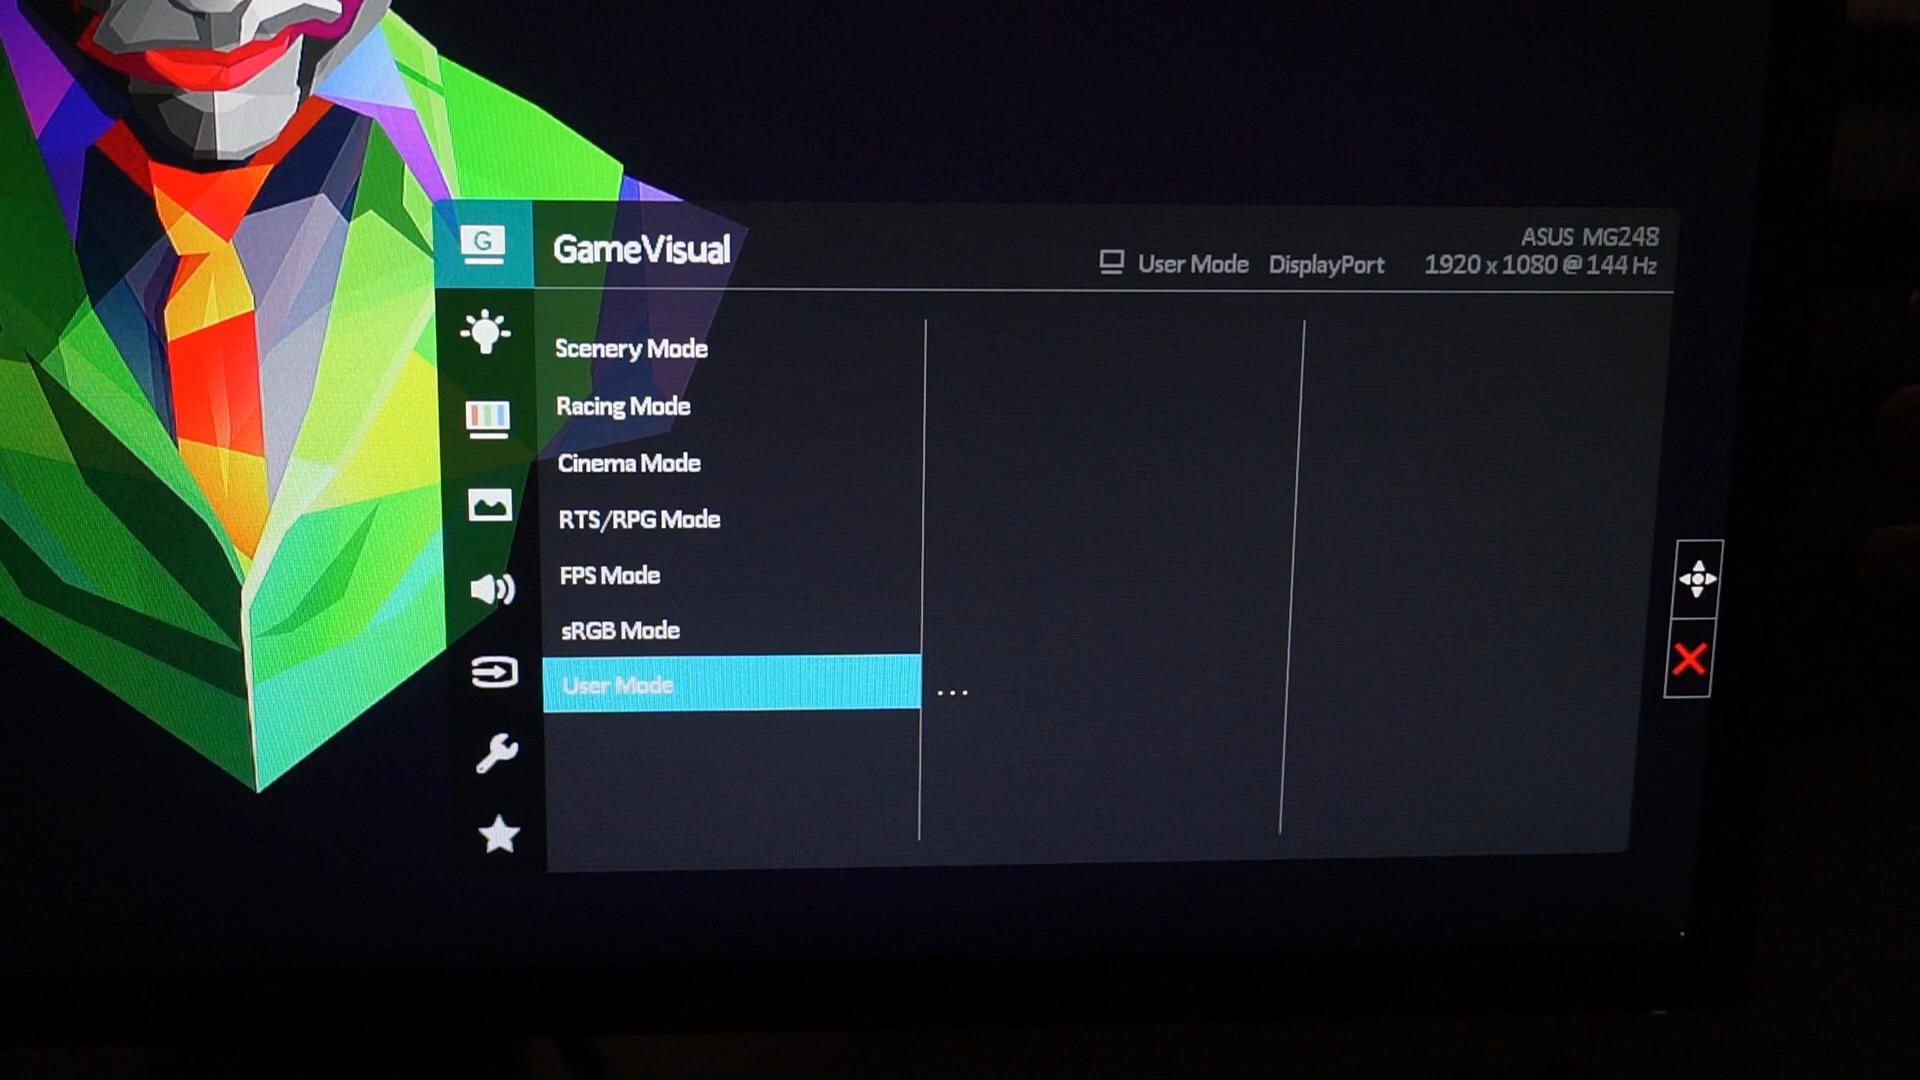 G
GameVisual
ASUS MG248
User Mode DisplayPort 1920 x 1080 @ 144 Hz
Scenery Mode
Racing Mode
Cinema Mode
RTS/RPG Mode
FPS Mode
sRGB Mode
User Mode ...